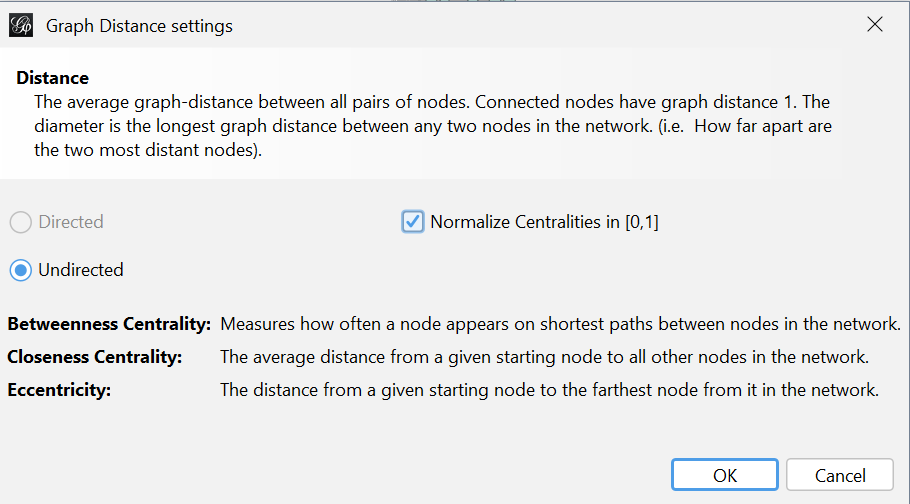 Graph Distance settings
Distance
The average graph-distance between all pairs of nodes. Connected nodes have graph distance 1. The
diameter is the longest graph distance between any two nodes in the network. (i.e. How far apart are
the two most distant nodes).
Directed
Normalize Centralities in [0,1]
Undirected
Betweenness Centrality: Measures how often a node appears on shortest paths between nodes in the network.
Closeness Centrality: The average distance from a given starting node to all other nodes in the network.
Eccentricity: The distance from a given starting node to the farthest node from it in the network.
OK Cancel